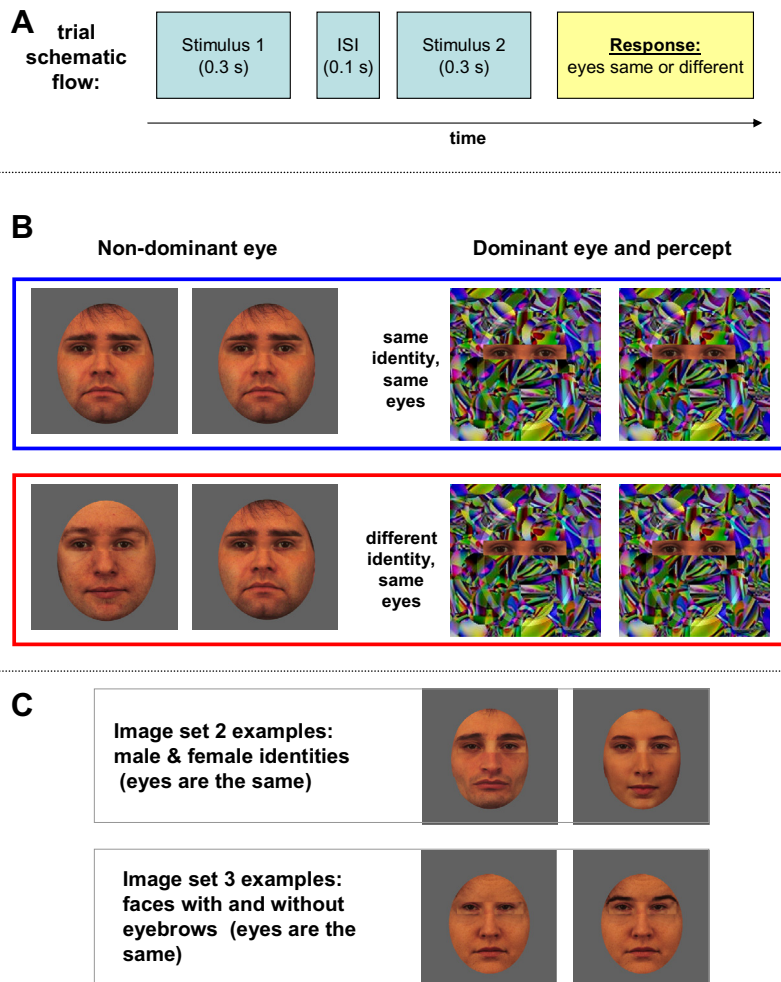 A
trial
schematic
flow:
Stimulus 1
(0.3 s)
ISI
(0.1 s)
Stimulus 2
(0.3 s)
Response:
eyes same or different
time
B
Non-dominant eye
Dominant eye and percept
same
identity,
same
eyes
different
identity,
same
eyes
C
Image set 2 examples:
male & female identities
(eyes are the same)
Image set 3 examples:
faces with and without
eyebrows (eyes are the
same)